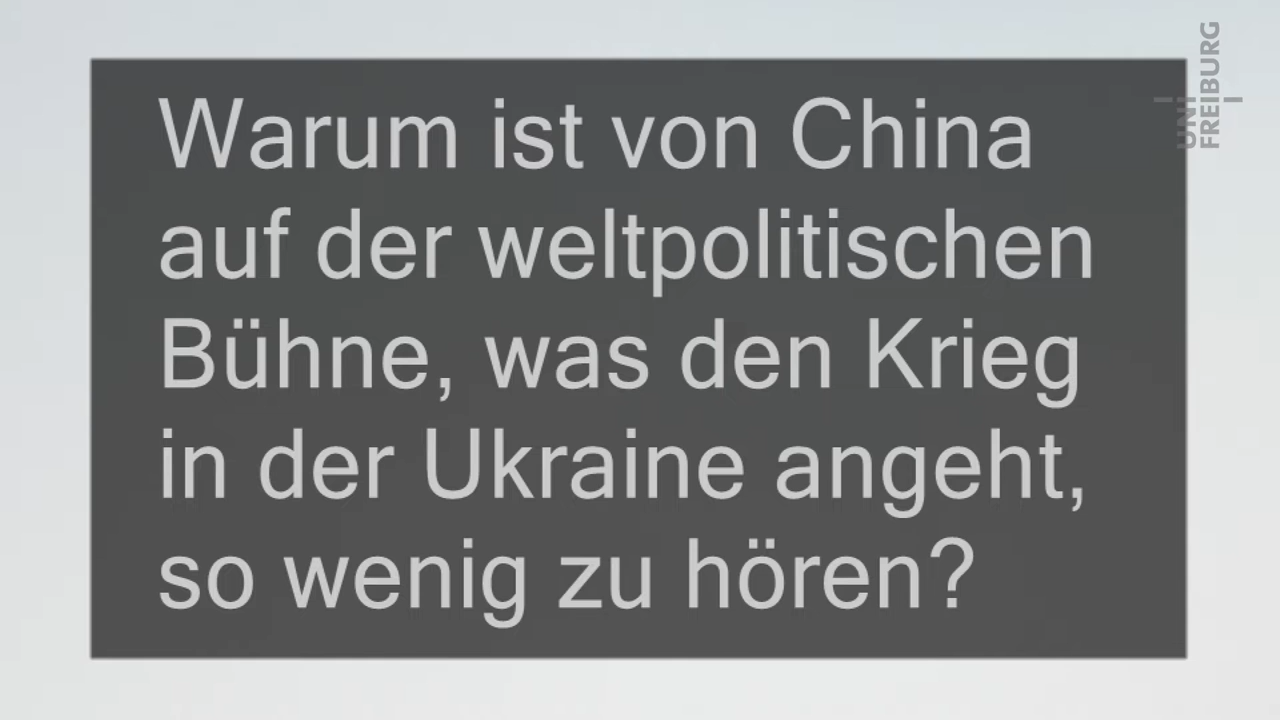 Warum ist von China
auf der weltpolitischen
Bühne, was den Krieg
in der Ukraine angeht,
so wenig zu hören?
UNI
FREIBURG